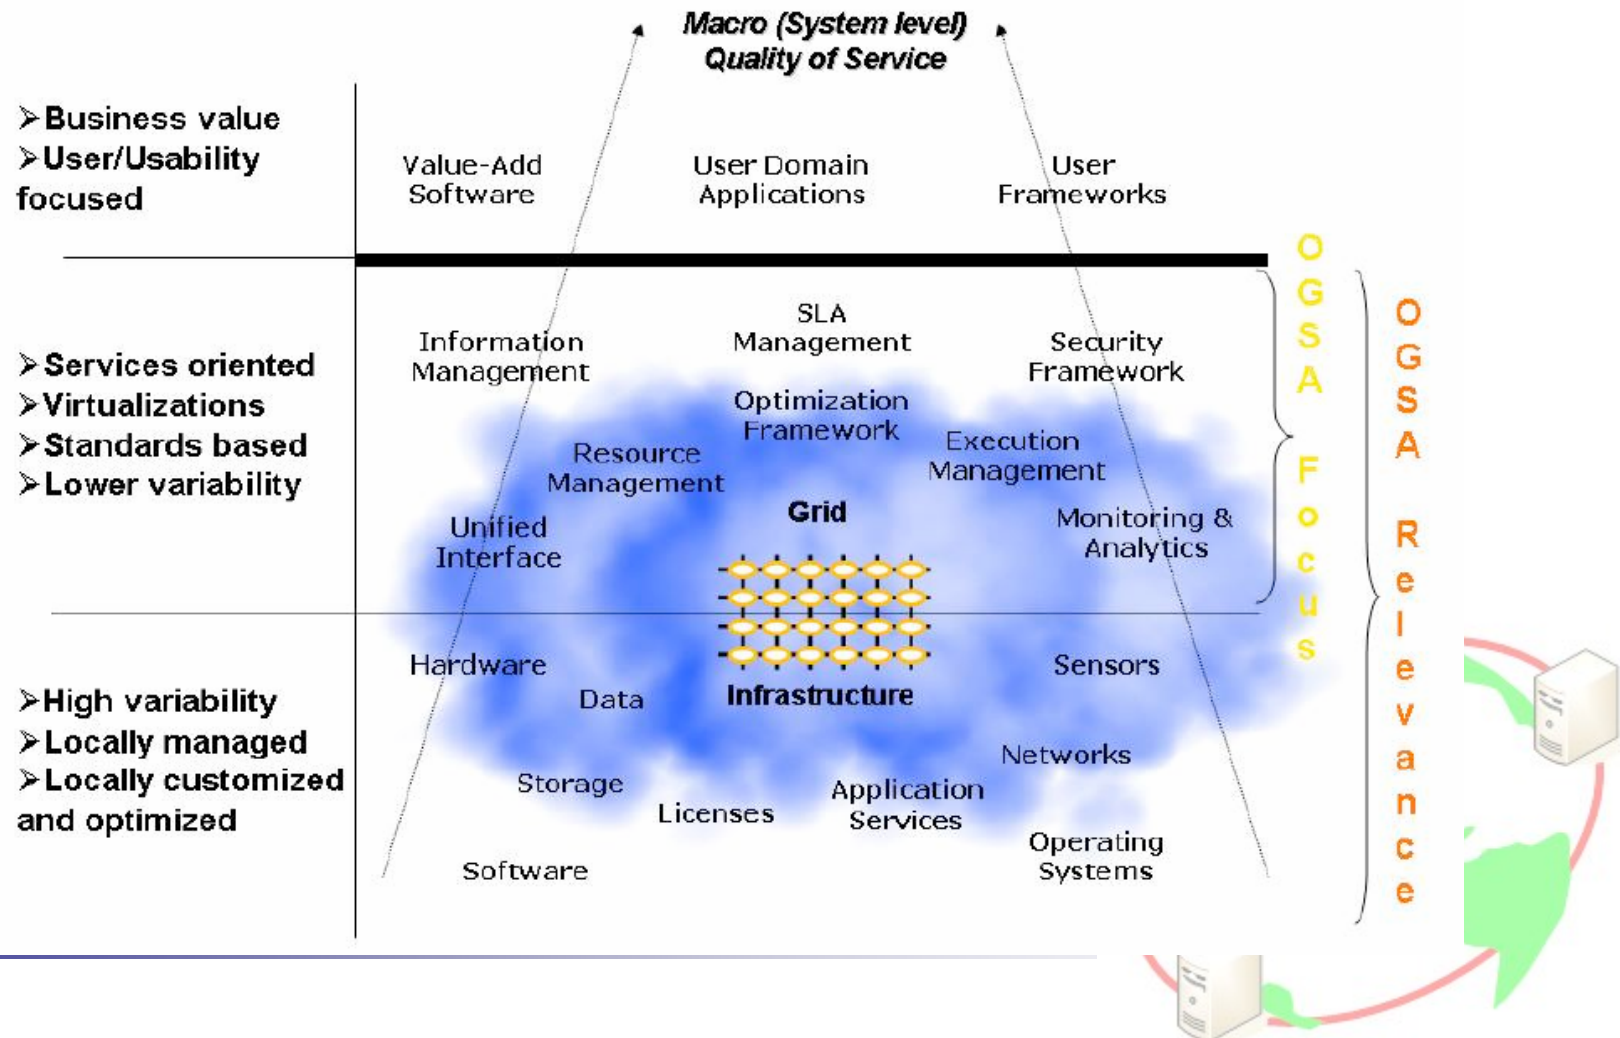 Macro (System level)
Quality of Service
➢Business value
➢User/Usability
focused
Value-Add
Software
User Domain
Applications
User
Frameworks
➢Services oriented
➢Virtualizations
➢Standards based
➢Lower variability
Information
Management
SLA
Management
Security
Framework
Optimization
Framework
Resource
Management
Execution
Management
Unified
Interface
Grid
Monitoring &
Analytics
Infrastructure
➢High variability
➢Locally managed
➢Locally customized
and optimized
Hardware
Data
Sensors
Storage
Licenses
Application
Services
Networks
Software
Operating
Systems
OGSA Focus
OGSA Relevance